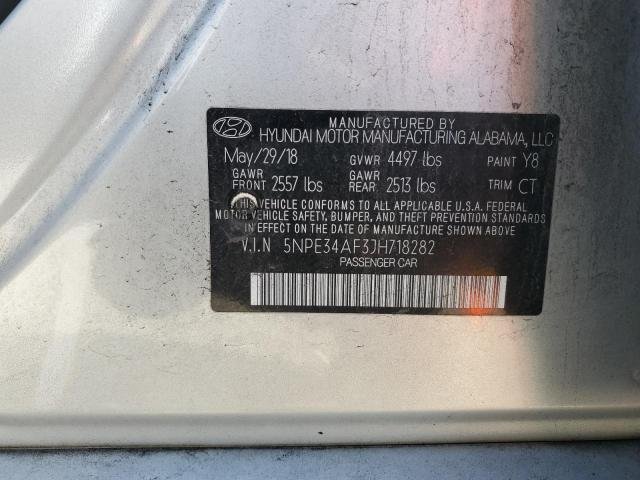 MANUFACTURED BY
HYUNDAI MOTOR MANUFACTURING ALABAMA, LLC
May/29/18 GVWR 4497 lbs PAINT Y8
GAWR FRONT 2557 lbs GAWR REAR 2513 lbs TRIM CT
THIS VEHICLE CONFORMS TO ALL APPLICABLE U.S.A. FEDERAL
MOTOR VEHICLE SAFETY, BUMPER, AND THEFT PREVENTION STANDARDS
IN EFFECT ON THE DATE OF MANUFACTURE SHOWN ABOVE
V.I.N 5NPE34AF3JH718282
PASSENGER CAR